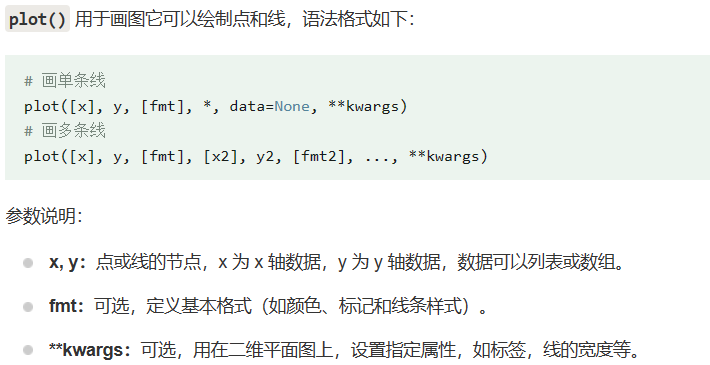 plot() 用于画图它可以绘制点和线，语法格式如下：
# 画单条线
plot([x], y, [fmt], *, data=None, **kwargs)
# 画多条线
plot([x], y, [fmt], [x2], y2, [fmt2], ..., **kwargs)
参数说明：
x, y：点或线的节点，x 为 x 轴数据，y 为 y 轴数据，数据可以列表或数组。
fmt：可选，定义基本格式（如颜色、标记和线条样式）。
**kwargs：可选，用在二维平面图上，设置指定属性，如标签，线的宽度等。